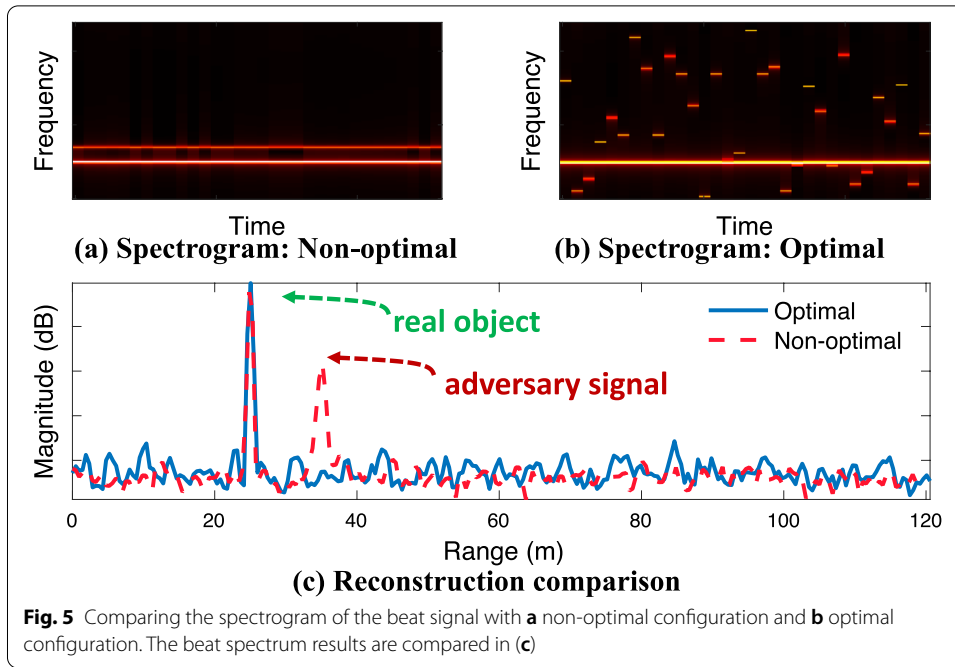 Frequency
Time
(a) Spectrogram: Non-optimal
Frequency
Time
(b) Spectrogram: Optimal
Magnitude (dB)
real object
adversary signal
Optimal
Non-optimal
0 20 40 60 80 100 120
Range (m)
(c) Reconstruction comparison
Fig. 5 Comparing the spectrogram of the beat signal with a non-optimal configuration and b optimal
configuration. The beat spectrum results are compared in (c)